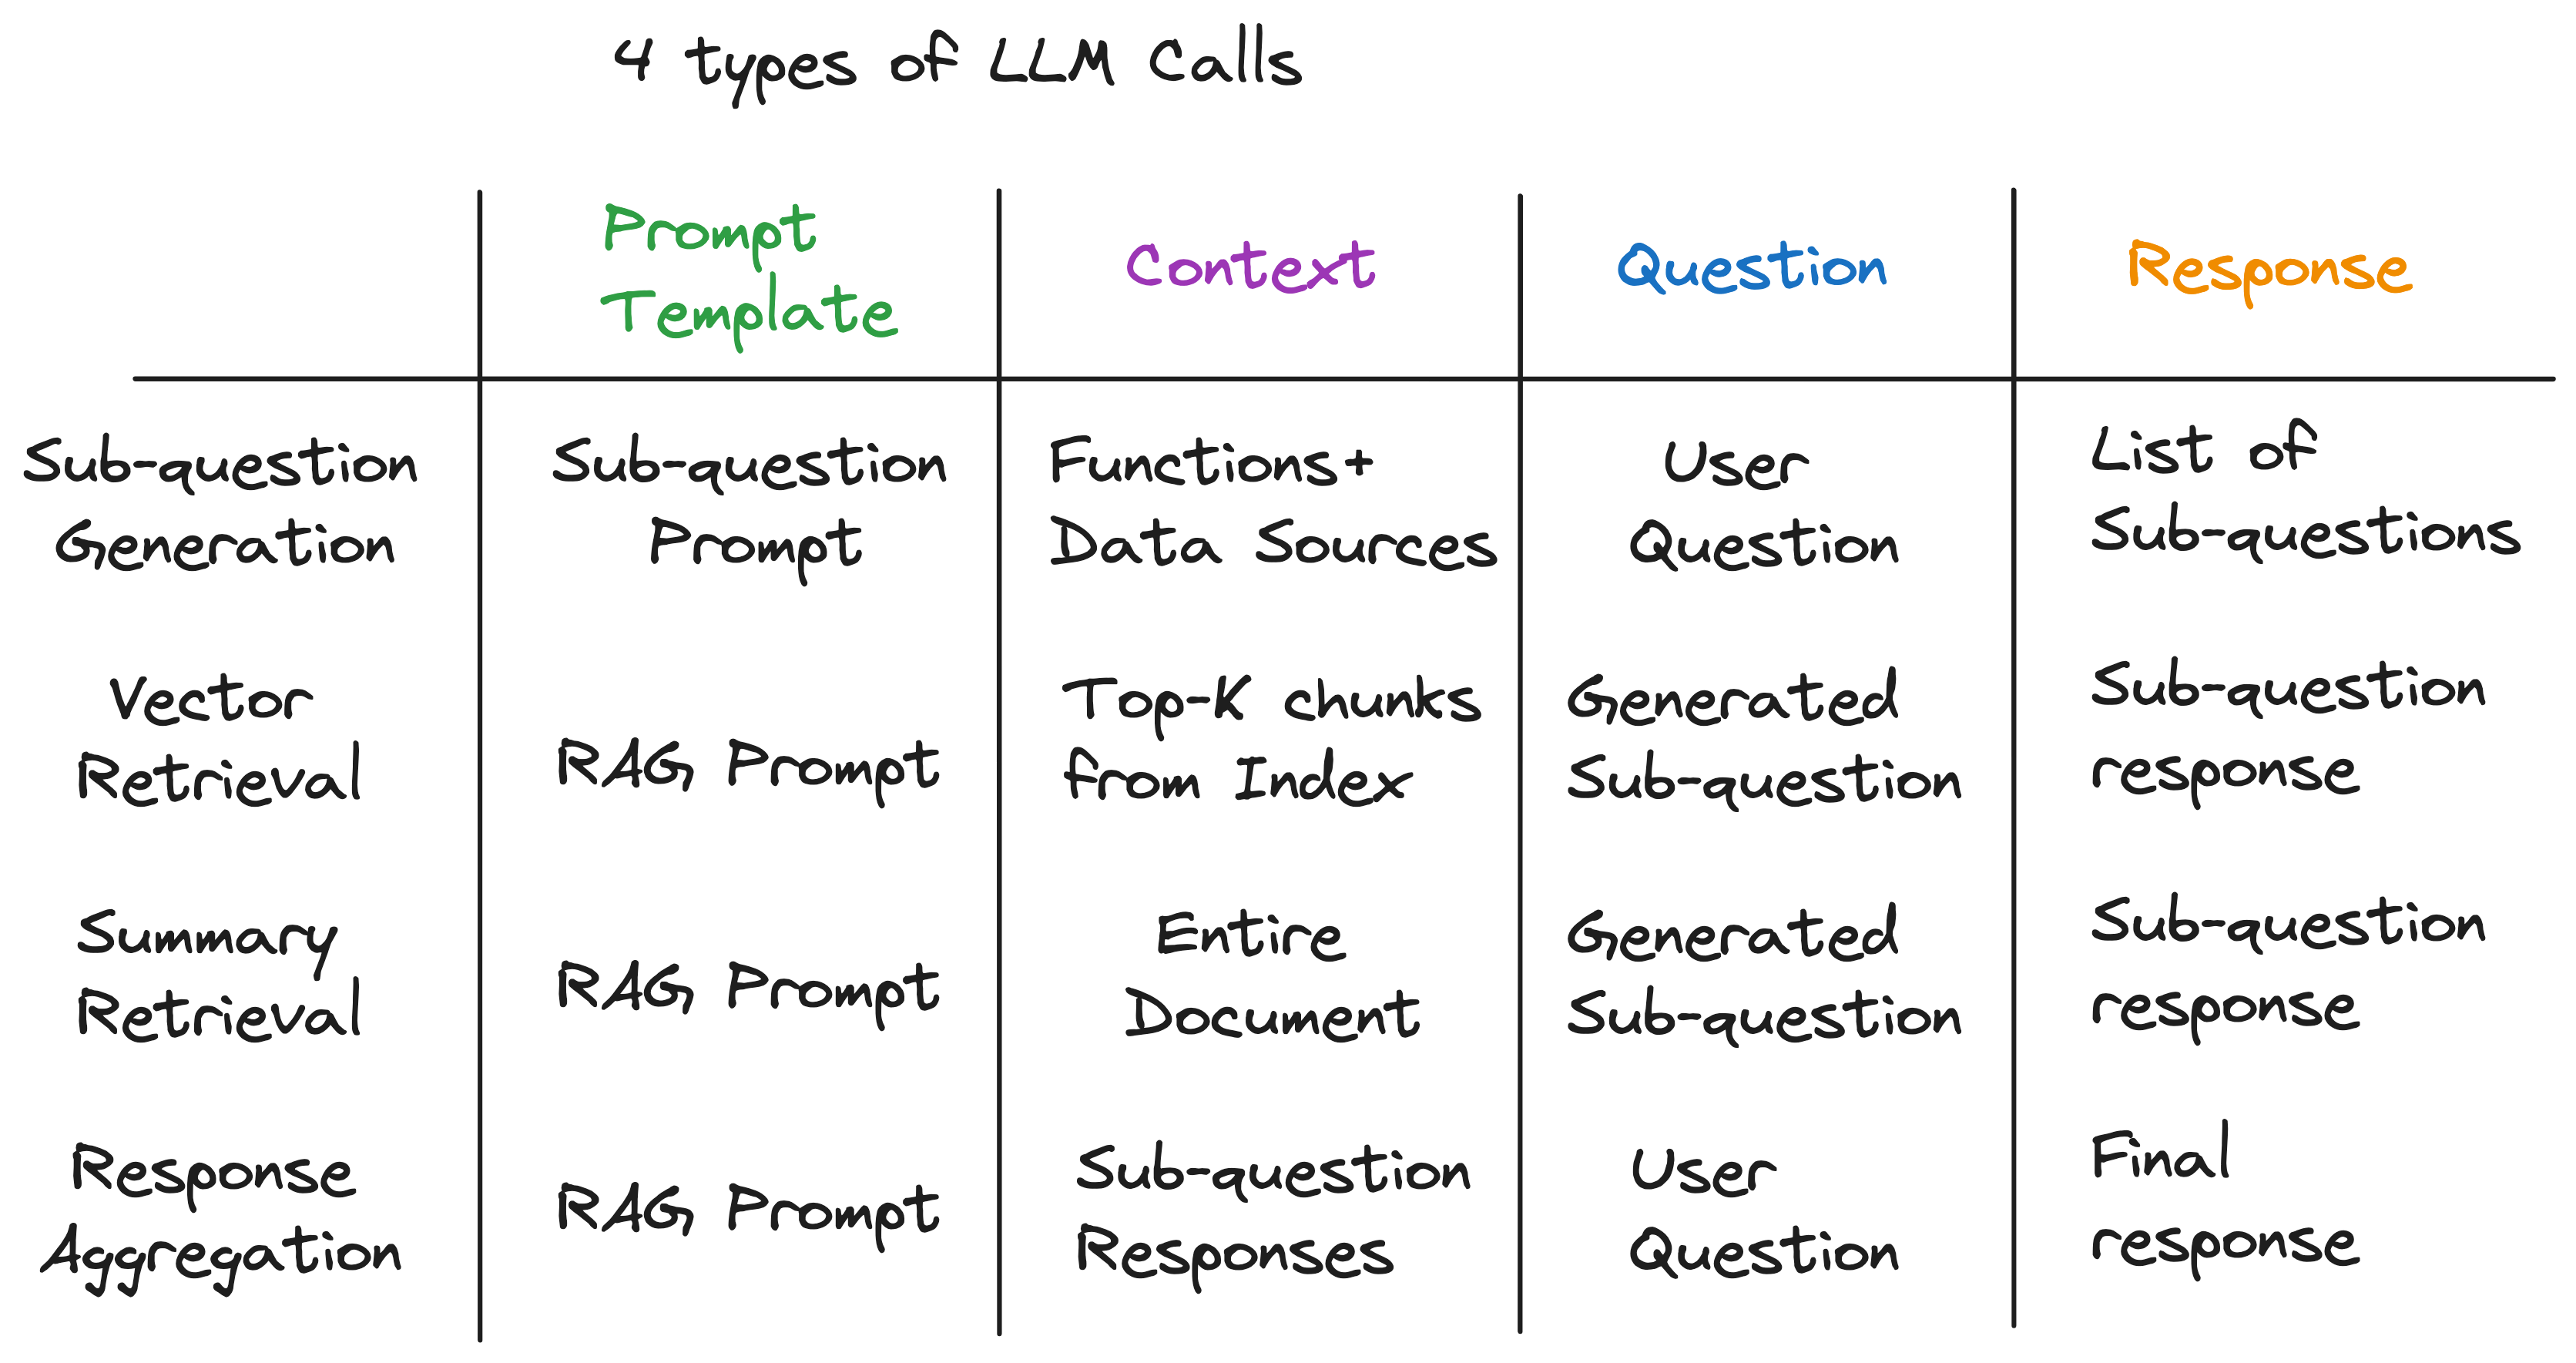 4 types of LLM Calls
Prompt
Template
Context
Question
Response
Sub-question
Generation
Sub-question
Prompt
Functions+
Data Sources
User
Question
List of
Sub-questions
Vector
Retrieval
RAG Prompt
Top-K chunks
from Index
Generated
Sub-question
Sub-question
response
Summary
Retrieval
RAG Prompt
Entire
Document
Generated
Sub-question
Sub-question
response
Response
Aggregation
RAG Prompt
Sub-question
Responses
User
Question
Final
response